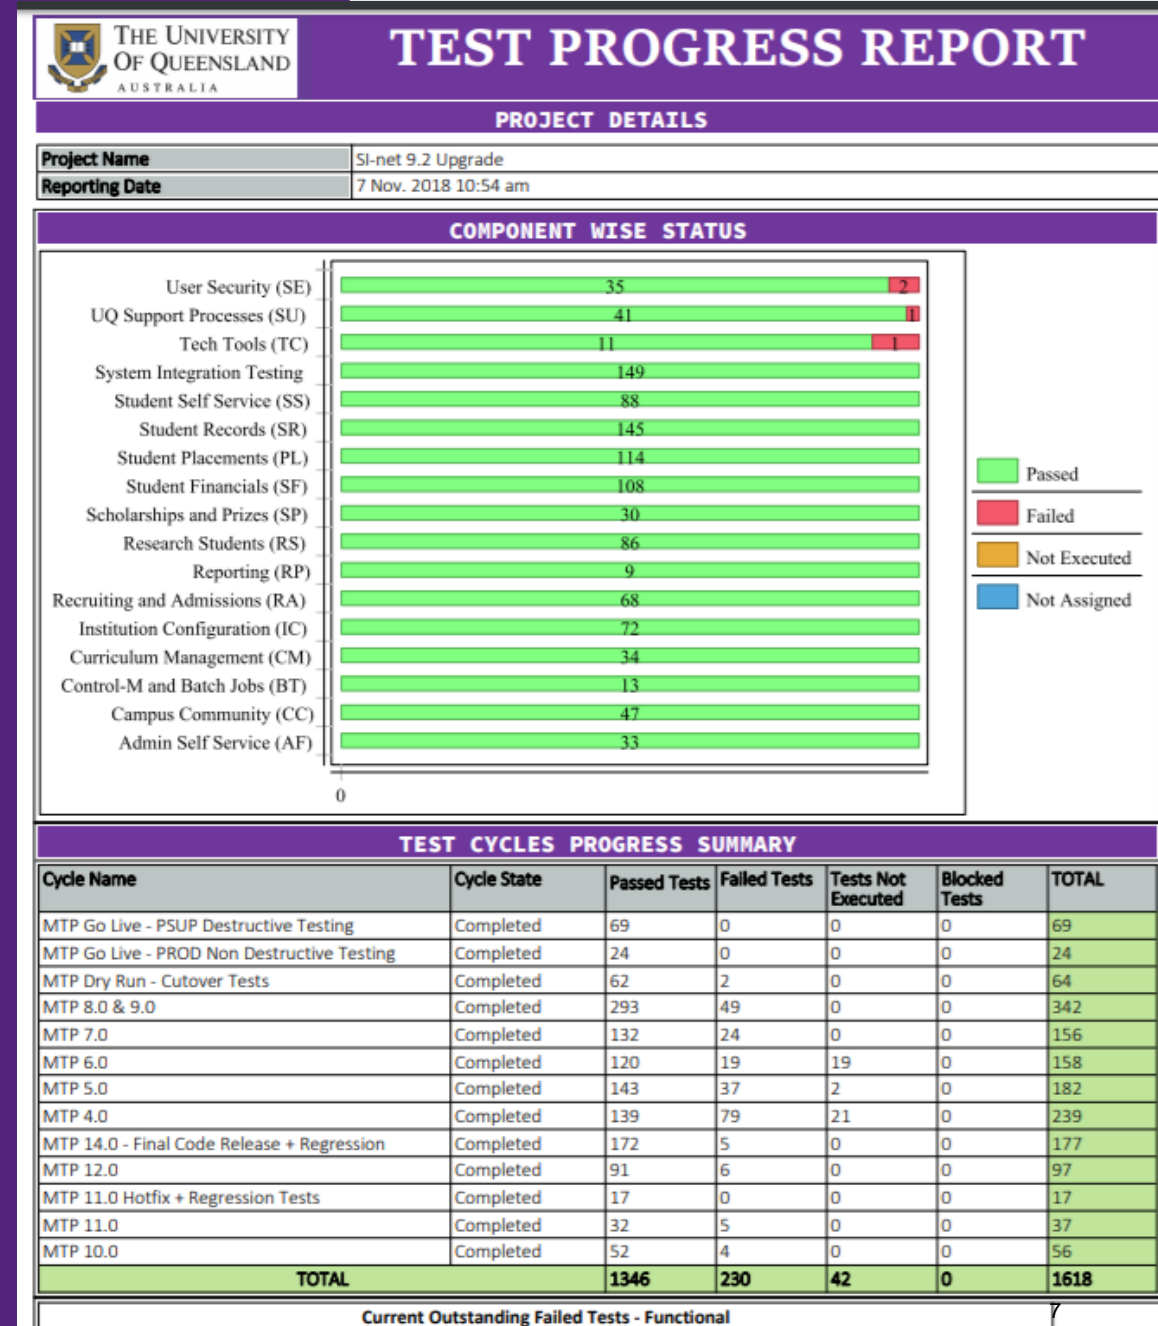 THE UNIVERSITY
OF QUEENSLAND
AUSTRALIA
TEST PROGRESS REPORT
PROJECT DETAILS
Project Name SI-net 9.2 Upgrade
Reporting Date 7 Nov. 2018 10:54 am
COMPONENT WISE STATUS
User Security (SE) 35 2
UQ Support Processes (SU) 41 1
Tech Tools (TC) 11 1
System Integration Testing 149
Student Self Service (SS) 88
Student Records (SR) 145
Student Placements (PL) 114
Student Financials (SF) 108
Scholarships and Prizes (SP) 30
Research Students (RS) 86
Reporting (RP) 9
Recruiting and Admissions (RA) 68
Institution Configuration (IC) 72
Curriculum Management (CM) 34
Control-M and Batch Jobs (BT) 13
Campus Community (CC) 47
Admin Self Service (AF) 33
0
Passed
Failed
Not Executed
Not Assigned
TEST CYCLES PROGRESS SUMMARY
Cycle Name Cycle State Passed Tests Failed Tests Tests Not Executed Blocked Tests TOTAL
MTP Go Live - PSUP Destructive Testing Completed 69 0 0 0 69
MTP Go Live - PROD Non Destructive Testing Completed 24 0 0 0 24
MTP Dry Run - Cutover Tests Completed 62 2 0 0 64
MTP 8.0 & 9.0 Completed 293 49 0 0 342
MTP 7.0 Completed 132 24 0 0 156
MTP 6.0 Completed 120 19 19 0 158
MTP 5.0 Completed 143 37 2 0 182
MTP 4.0 Completed 139 79 21 0 239
MTP 14.0 - Final Code Release + Regression Completed 172 5 0 0 177
MTP 12.0 Completed 91 6 0 0 97
MTP 11.0 Hotfix + Regression Tests Completed 17 0 0 0 17
MTP 11.0 Completed 32 5 0 0 37
MTP 10.0 Completed 52 4 0 0 56
TOTAL 1346 230 42 0 1618
Current Outstanding Failed Tests - Functional
7